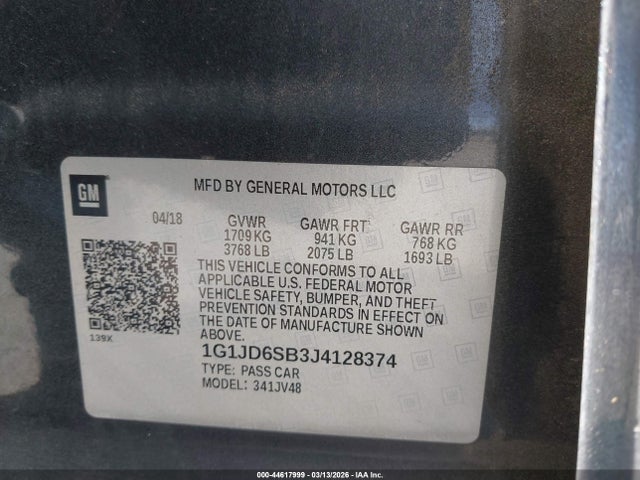 GM
MFD BY GENERAL MOTORS LLC
04/18 GVWR GAWR FRT. GAWR RR
1709 KG 941 KG 768 KG
3768 LB 2075 LB 1693 LB
THIS VEHICLE CONFORMS TO ALL
APPLICABLE U.S. FEDERAL MOTOR
VEHICLE SAFETY, BUMPER, AND THEFT
PREVENTION STANDARDS IN EFFECT ON
THE DATE OF MANUFACTURE SHOWN
ABOVE.
139X
1G1JD6SB3J4128374
TYPE: PASS CAR
MODEL: 341JV48
000-44617999 - 03/13/2026 - IAA Inc.